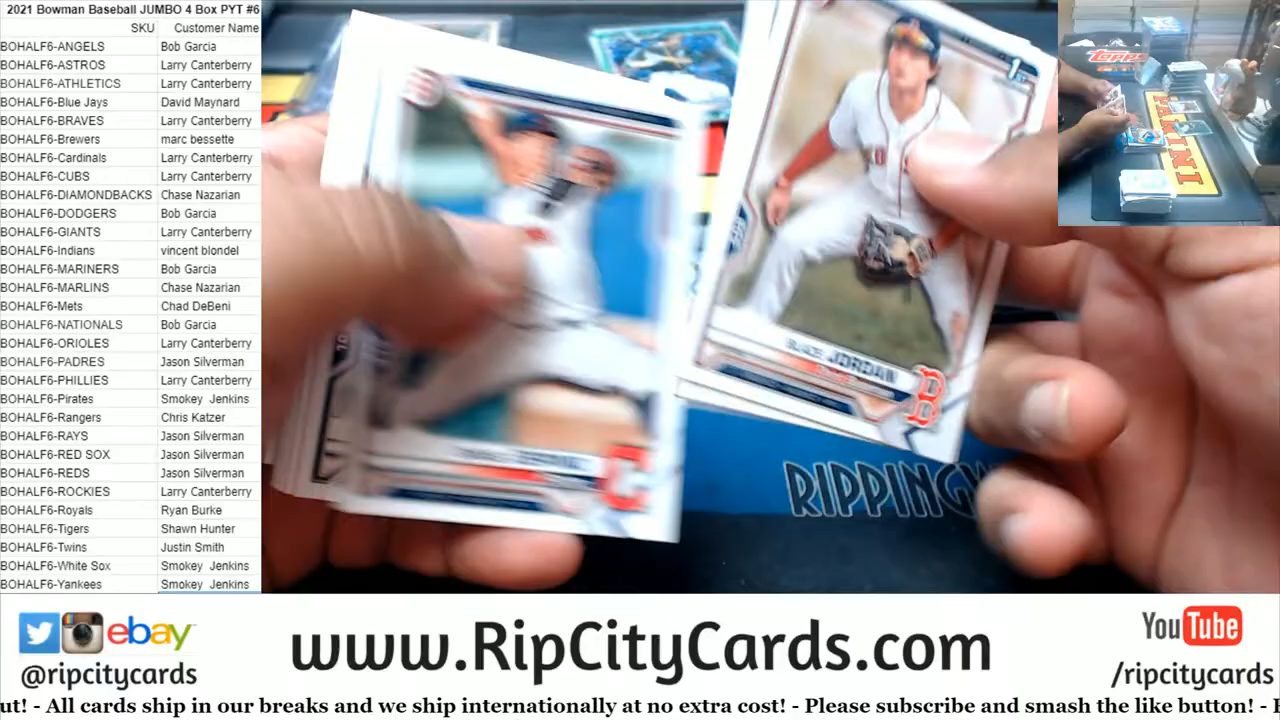 2021 Bowman Baseball JUMBO 4 Box PYT #6
SKU Customer Name
BOHALF6-ANGELS Bob Garcia
BOHALF6-ASTROS Larry Canterberry
BOHALF6-ATHLETICS Larry Canterberry
BOHALF6-Blue Jays David Maynard
BOHALF6-BRAVES Larry Canterberry
BOHALF6-Brewers marc bessette
BOHALF6-Cardinals Larry Canterberry
BOHALF6-CUBS Larry Canterberry
BOHALF6-DIAMONDBACKS Chase Nazarian
BOHALF6-DODGERS Bob Garcia
BOHALF6-GIANTS Larry Canterberry
BOHALF6-Indians vincent blondel
BOHALF6-MARINERS Bob Garcia
BOHALF6-MARLINS Chase Nazarian
BOHALF6-Mets Chad DeBeni
BOHALF6-NATIONALS Bob Garcia
BOHALF6-ORIOLES Larry Canterberry
BOHALF6-PADRES Jason Silverman
BOHALF6-PHILLIES Larry Canterberry
BOHALF6-Pirates Smokey Jenkins
BOHALF6-Rangers Chris Katzer
BOHALF6-RAYS Jason Silverman
BOHALF6-RED SOX Jason Silverman
BOHALF6-REDS Jason Silverman
BOHALF6-ROCKIES Larry Canterberry
BOHALF6-Royals Ryan Burke
BOHALF6-Tigers Shawn Hunter
BOHALF6-Twins Justin Smith
BOHALF6-White Sox Smokey Jenkins
BOHALF6-Yankees Smokey Jenkins
1ST
JORDAN
B
C
RIPPING
Topps
PANINI
ebay
@ripcitycards
www.RipCityCards.com
YouTube
/ripcitycards
ut! - All cards ship in our breaks and we ship internationally at no extra cost! - Please subscribe and smash the like button! -